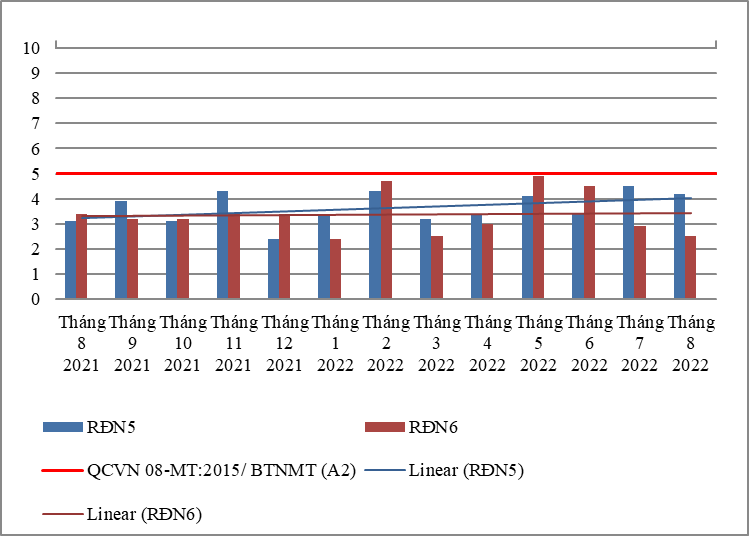 10
9
8
7
6
5
4
3
2
1
0
Tháng Tháng Tháng Tháng Tháng Tháng Tháng Tháng Tháng Tháng Tháng Tháng Tháng
8 9 10 11 12 1 2 3 4 5 6 7 8
2021 2021 2021 2021 2021 2022 2022 2022 2022 2022 2022 2022 2022
RĐN5 RĐN6
QCVN 08-MT:2015/ BTNMT (A2) Linear (RĐN5)
Linear (RĐN6)